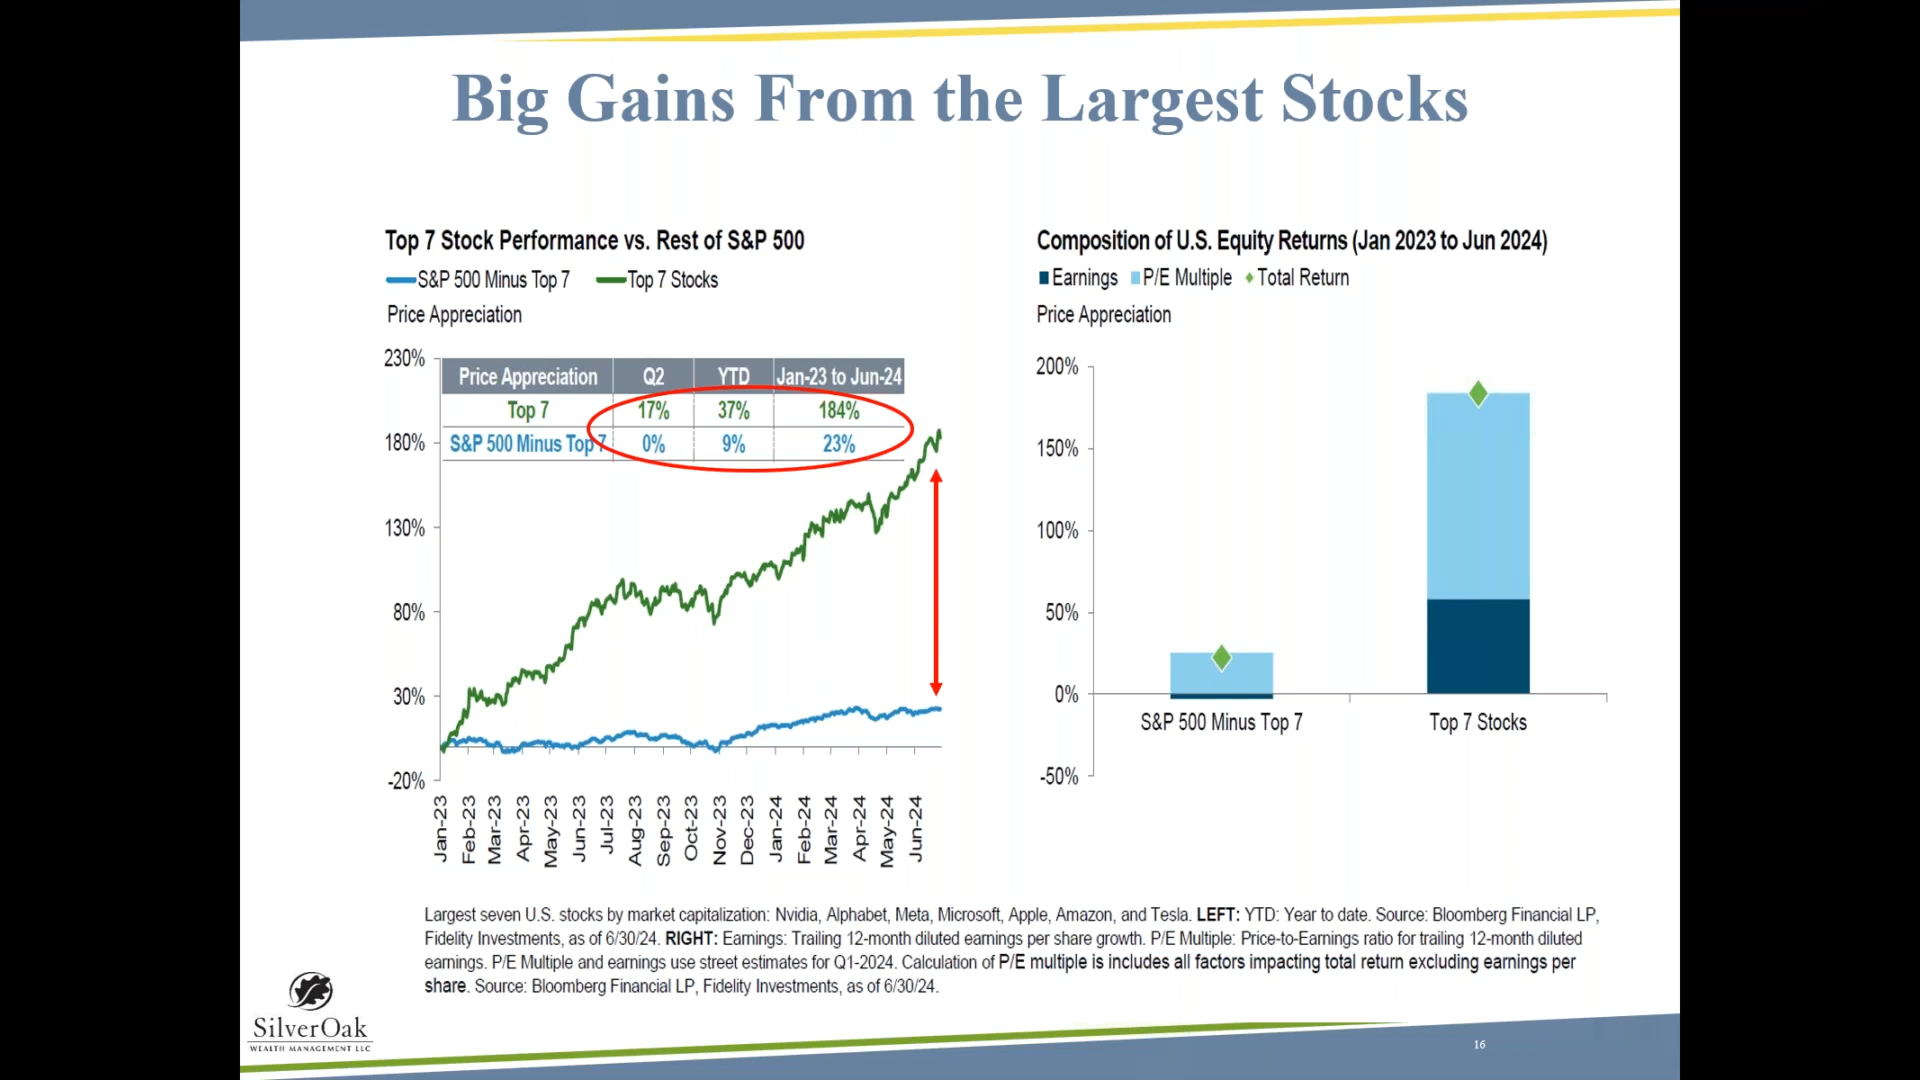 Big Gains From the Largest Stocks
Top 7 Stock Performance vs. Rest of S&P 500
S&P 500 Minus Top 7 Top 7 Stocks
Price Appreciation
230%
180%
130%
80%
30%
-20%
Price Appreciation Q2 YTD Jan-23 to Jun-24
Top 7 17% 37% 184%
S&P 500 Minus Top 7 0% 9% 23%
Jan-23
Feb-23
Mar-23
Apr-23
May-23
Jun-23
Jul-23
Aug-23
Sep-23
Oct-23
Nov-23
Dec-23
Jan-24
Feb-24
Mar-24
Apr-24
May-24
Jun-24
Composition of U.S. Equity Returns (Jan 2023 to Jun 2024)
Earnings P/E Multiple Total Return
Price Appreciation
200%
150%
100%
50%
0%
-50%
S&P 500 Minus Top 7 Top 7 Stocks
Largest seven U.S. stocks by market capitalization: Nvidia, Alphabet, Meta, Microsoft, Apple, Amazon, and Tesla. LEFT: YTD: Year to date. Source: Bloomberg Financial LP,
Fidelity Investments, as of 6/30/24. RIGHT: Earnings: Trailing 12-month diluted earnings per share growth. P/E Multiple: Price-to-Earnings ratio for trailing 12-month diluted
earnings. P/E Multiple and earnings use street estimates for Q1-2024. Calculation of P/E multiple is includes all factors impacting total return excluding earnings per
share. Source: Bloomberg Financial LP, Fidelity Investments, as of 6/30/24.
SilverOak
WEALTH MANAGEMENT LLC
16